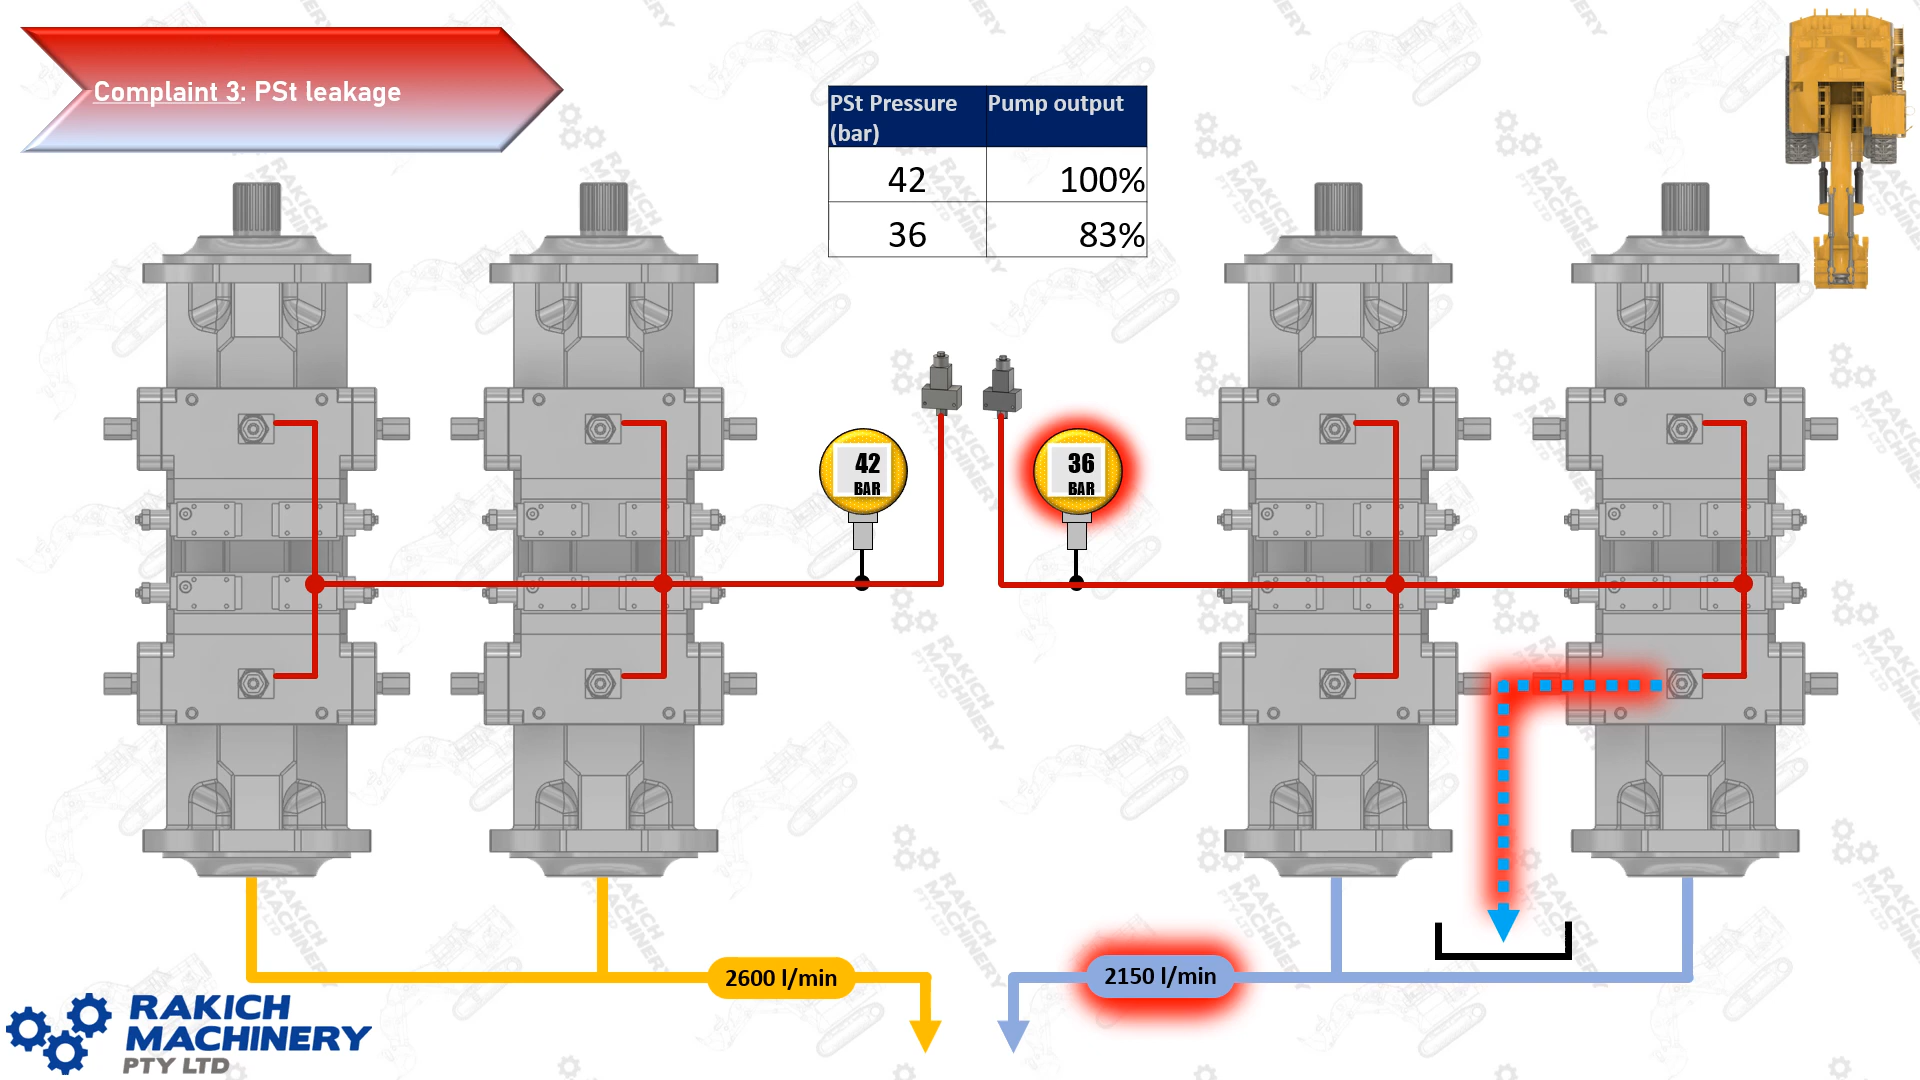 Complaint 3: PSt leakage
PSt Pressure (bar) Pump output
42 100%
36 83%
42
BAR
36
BAR
2600 l/min
2150 l/min
RAKICH
MACHINERY
PTY LTD